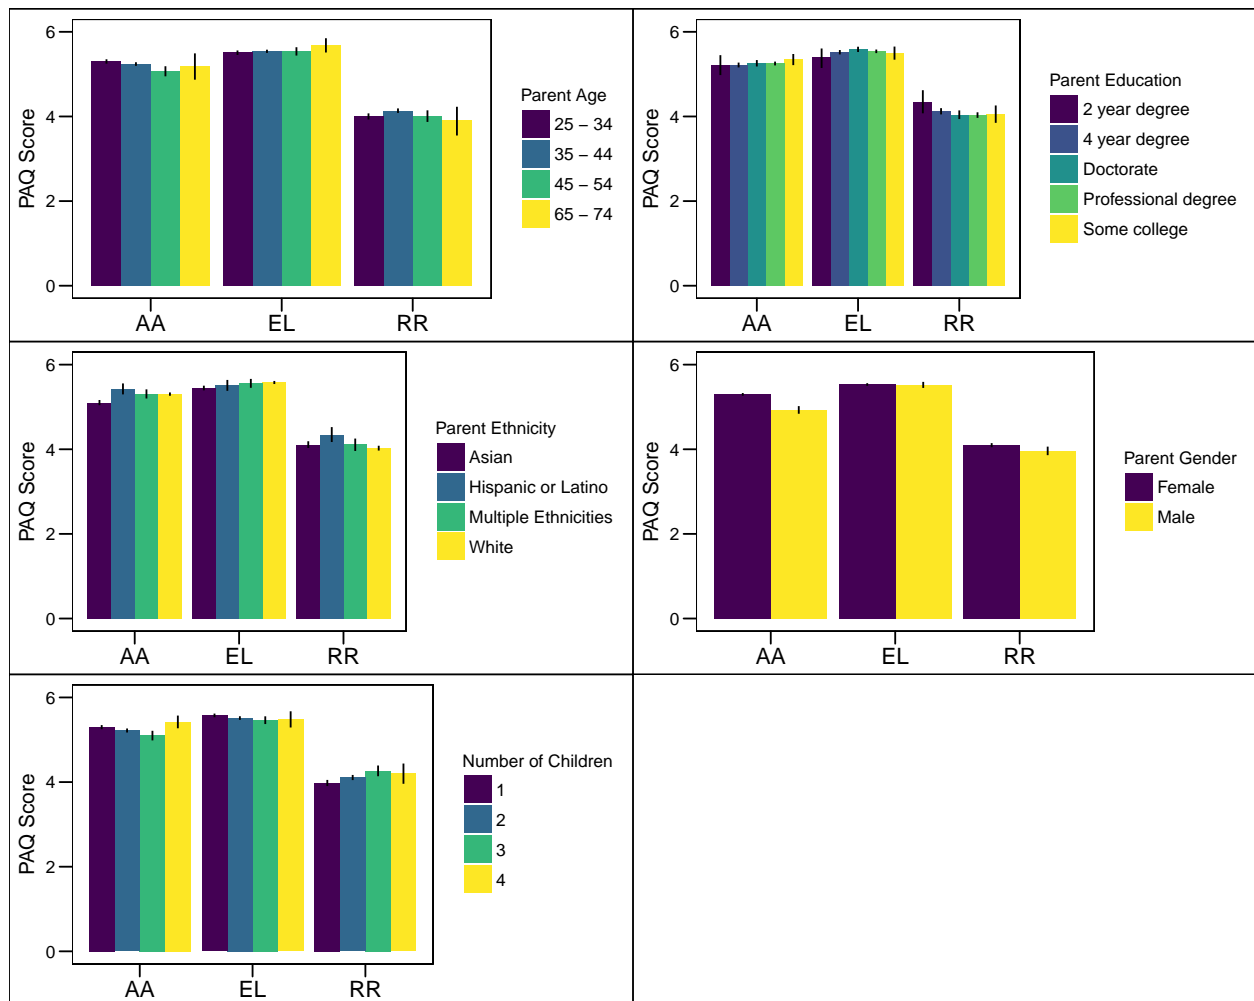 PAQ Score
6
4
2
0
AA EL RR
Parent Age
25 – 34
35 – 44
45 – 54
65 – 74
PAQ Score
6
4
2
0
AA EL RR
Parent Education
2 year degree
4 year degree
Doctorate
Professional degree
Some college
PAQ Score
6
4
2
0
AA EL RR
Parent Ethnicity
Asian
Hispanic or Latino
Multiple Ethnicities
White
PAQ Score
6
4
2
0
AA EL RR
Parent Gender
Female
Male
PAQ Score
6
4
2
0
AA EL RR
Number of Children
1
2
3
4